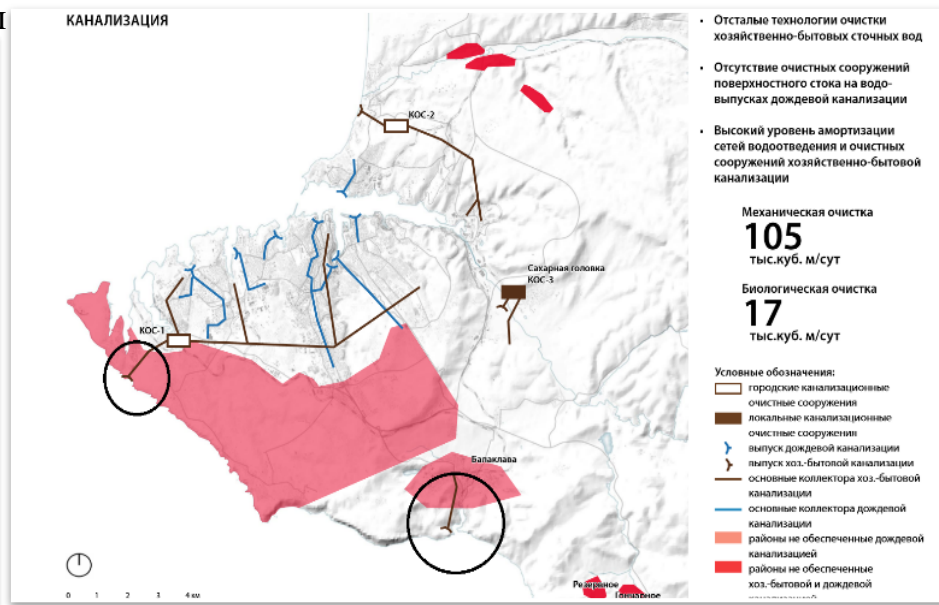 КАНАЛИЗАЦИЯ
КОС-2
Сахарная головка
КОС-3
КОС-1
Балаклава
Резервное
Гончарное
0 1 2 3 4 км
• Отсталые технологии очистки
хозяйственно-бытовых сточных вод
• Отсутствие очистных сооружений
поверхностного стока на водо-
выпусках дождевой канализации
• Высокий уровень амортизации
сетей водоотведения и очистных
сооружений хозяйственно-бытовой
канализации
Механическая очистка
105
тыс.куб. м/сут
Биологическая очистка
17
тыс.куб. м/сут
Условные обозначения:
городские канализационные
очистные сооружения
локальные канализационные
очистные сооружения
выпуск дождевой канализации
выпуск хоз.-бытовой канализации
основные коллектора хоз.-бытовой
канализации
основные коллектора дождевой
канализации
районы не обеспеченные дождевой
канализацией
районы не обеспеченные
хоз.-бытовой и дождевой